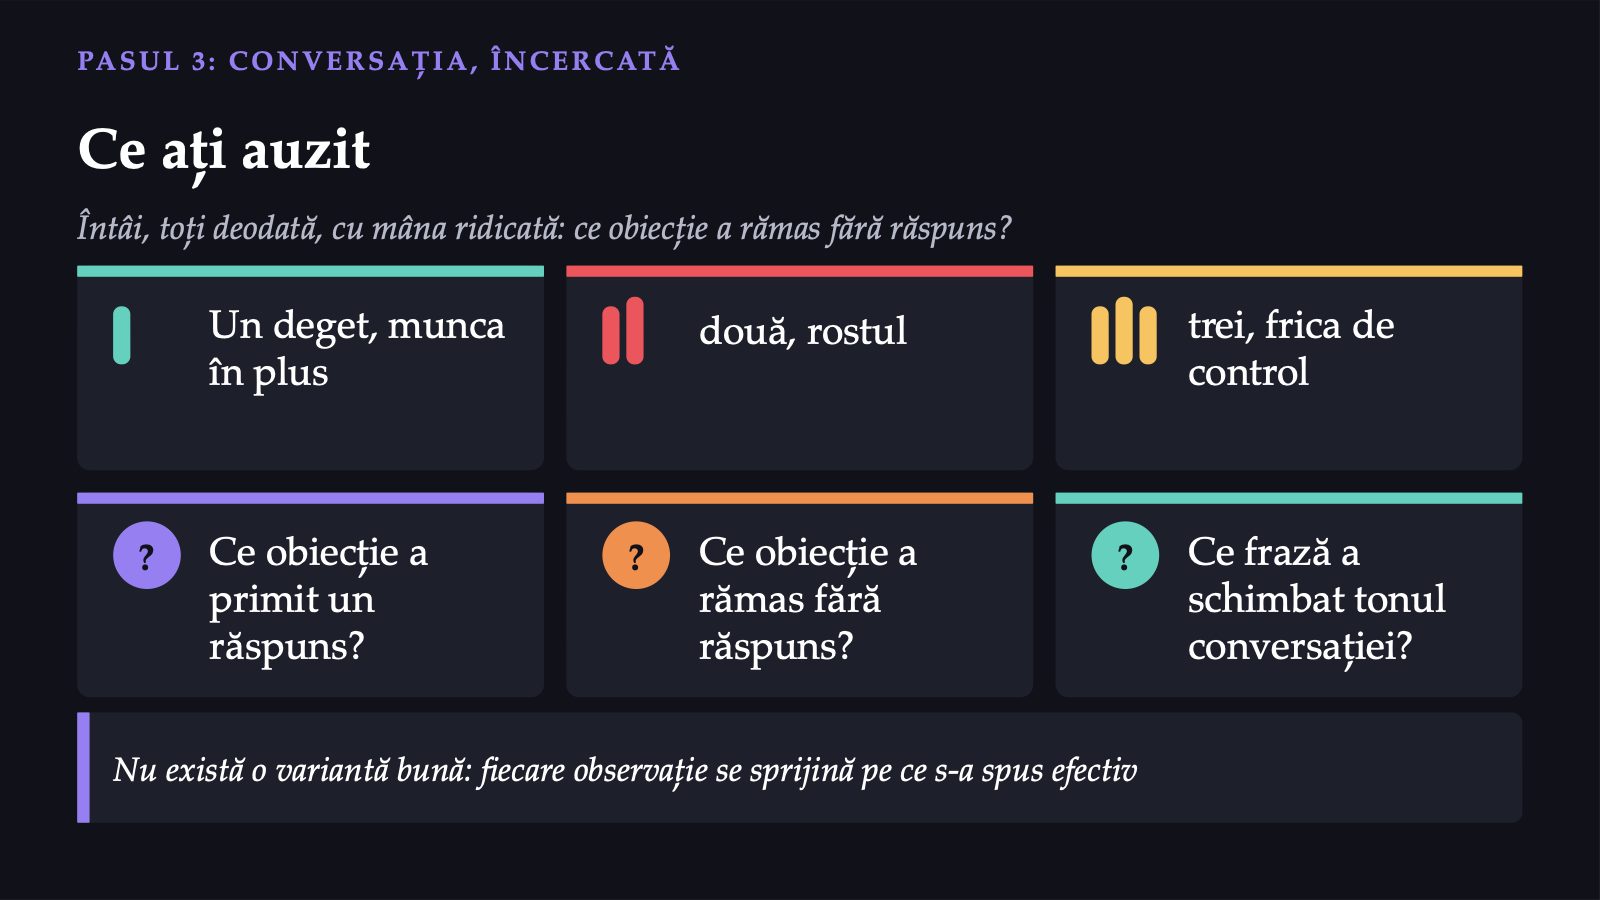 PASUL 3: CONVERSAȚIA, ÎNCERCATĂ
Ce ați auzit
Întâi, toți deodată, cu mâna ridicată: ce obiecție a rămas fără răspuns?
Un deget, munca
în plus
două, rostul
trei, frica de
control
?
Ce obiecție a
primit un
răspuns?
?
Ce obiecție a
rămas fără
răspuns?
?
Ce frază a
schimbat tonul
conversației?
Nu există o variantă bună: fiecare observație se sprijină pe ce s-a spus efectiv